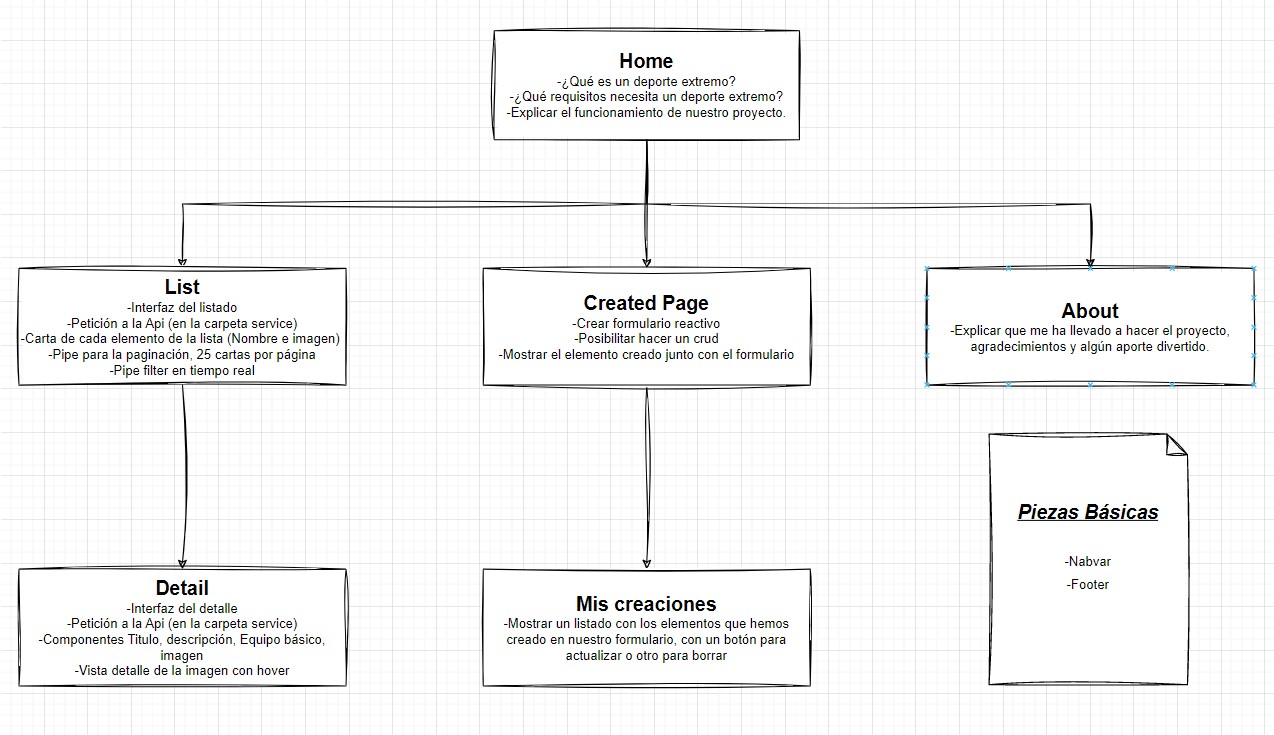 Home
-¿Qué es un deporte extremo?
-¿Qué requisitos necesita un deporte extremo?
-Explicar el funcionamiento de nuestro proyecto.
List
-Interfaz del listado
-Petición a la Api (en la carpeta service)
-Carta de cada elemento de la lista (Nombre e imagen)
-Pipe para la paginación, 25 cartas por página
-Pipe filter en tiempo real
Created Page
-Crear formulario reactivo
-Posibilitar hacer un crud
-Mostrar el elemento creado junto con el formulario
About
-Explicar que me ha llevado a hacer el proyecto,
agradecimientos y algún aporte divertido.
Piezas Básicas
-Nabvar
-Footer
Detail
-Interfaz del detalle
-Petición a la Api (en la carpeta service)
-Componentes Titulo, descripción, Equipo básico,
imagen
-Vista detalle de la imagen con hover
Mis creaciones
-Mostrar un listado con los elementos que hemos
creado en nuestro formulario, con un botón para
actualizar o otro para borrar